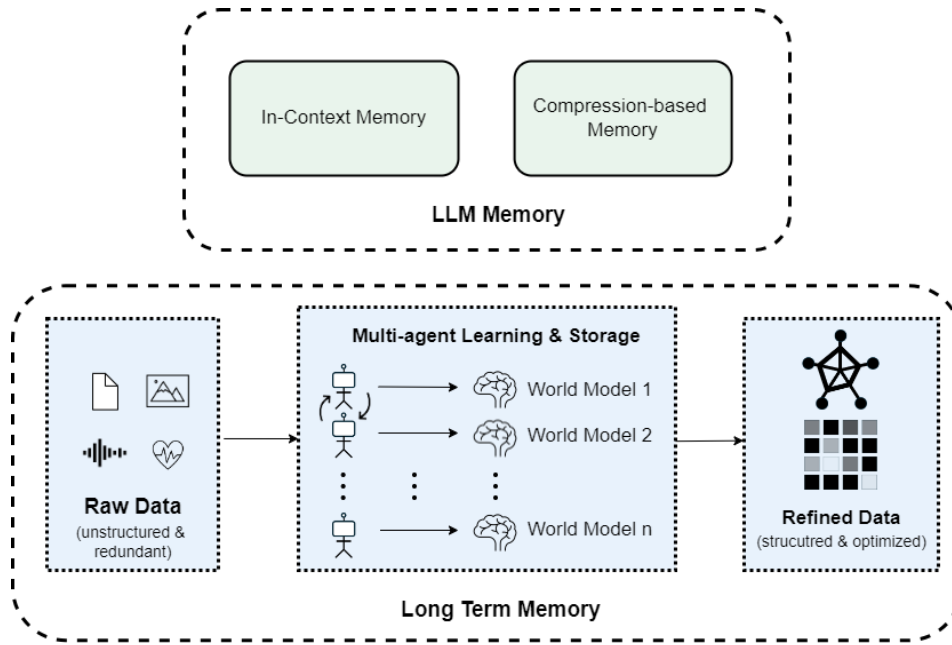 In-Context Memory
Compression-based
Memory
LLM Memory
Multi-agent Learning & Storage
World Model 1
World Model 2
World Model n
Raw Data
(unstructured &
redundant)
Refined Data
(strucutred & optimized)
Long Term Memory